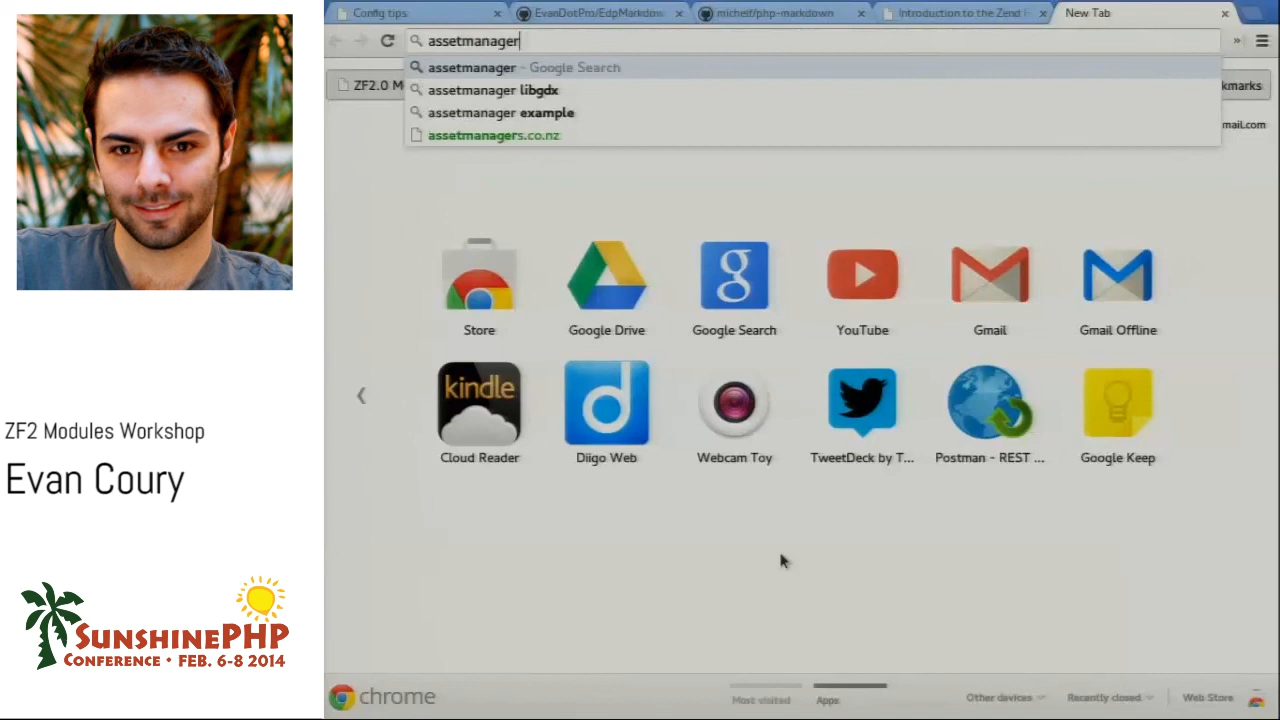 Config tips
EvanDotPro/EdpMarkdow
michelf/php-markdown
Introduction to the Zend
New Tab
assetmanager
»
ZF2.0 M
kmarks
assetmanager - Google Search
assetmanager libgdx
assetmanager example
assetmanagers.co.nz
mail.com
Store
Google Drive
Google Search
YouTube
Gmail
Gmail Offline
kindle
Cloud Reader
Diigo Web
Webcam Toy
TweetDeck by T...
Postman - REST ...
Google Keep
ZF2 Modules Workshop
Evan Coury
SUNSHINEPHP
CONFERENCE • FEB. 6-8 2014
chrome
Most visited
Apps
Other devices
Recently closed
Web Store